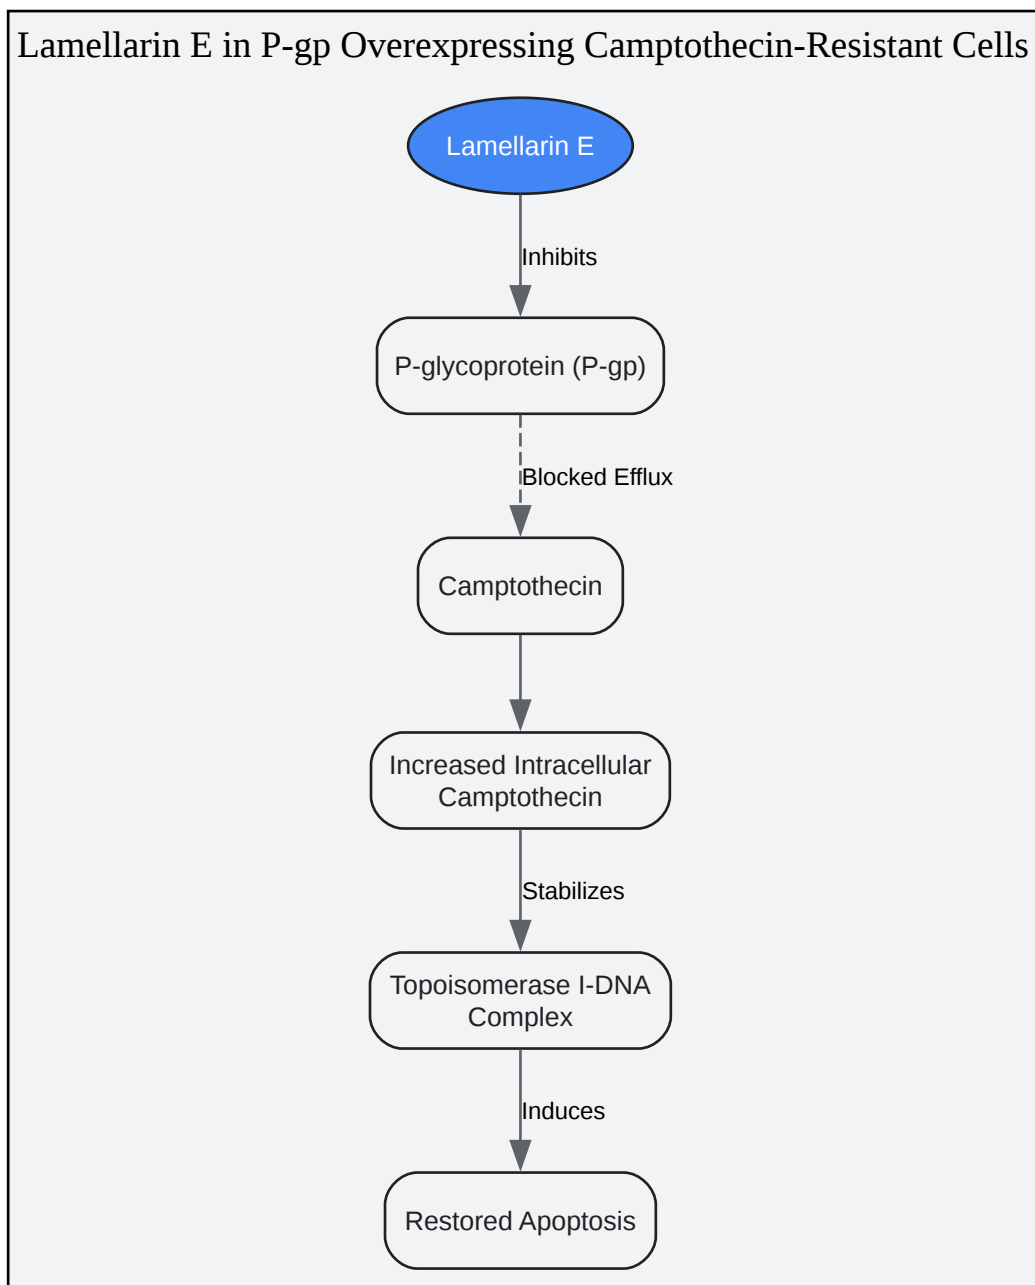 Lamellarin E in P-gp Overexpressing Camptothecin-Resistant Cells
Lamellarin E
Inhibits
P-glycoprotein (P-gp)
Blocked Efflux
Camptothecin
Increased Intracellular
Camptothecin
Stabilizes
Topoisomerase I-DNA
Complex
Induces
Restored Apoptosis